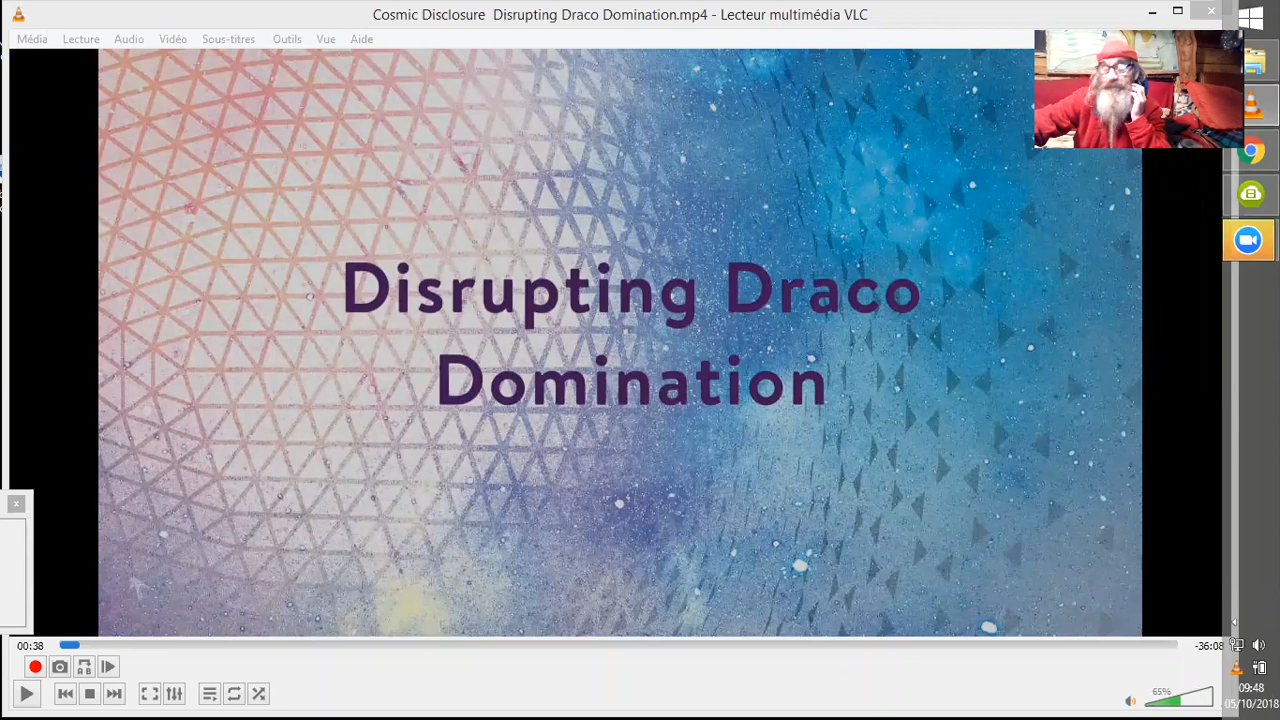 Cosmic Disclosure  Disrupting Draco Domination.mp4 - Lecteur multimédia VLC
Média Lecture Audio Vidéo Sous-titres Outils Vue Aide
Disrupting Draco
Domination
00:38
-36:08
65%
09:48
05/10/2018